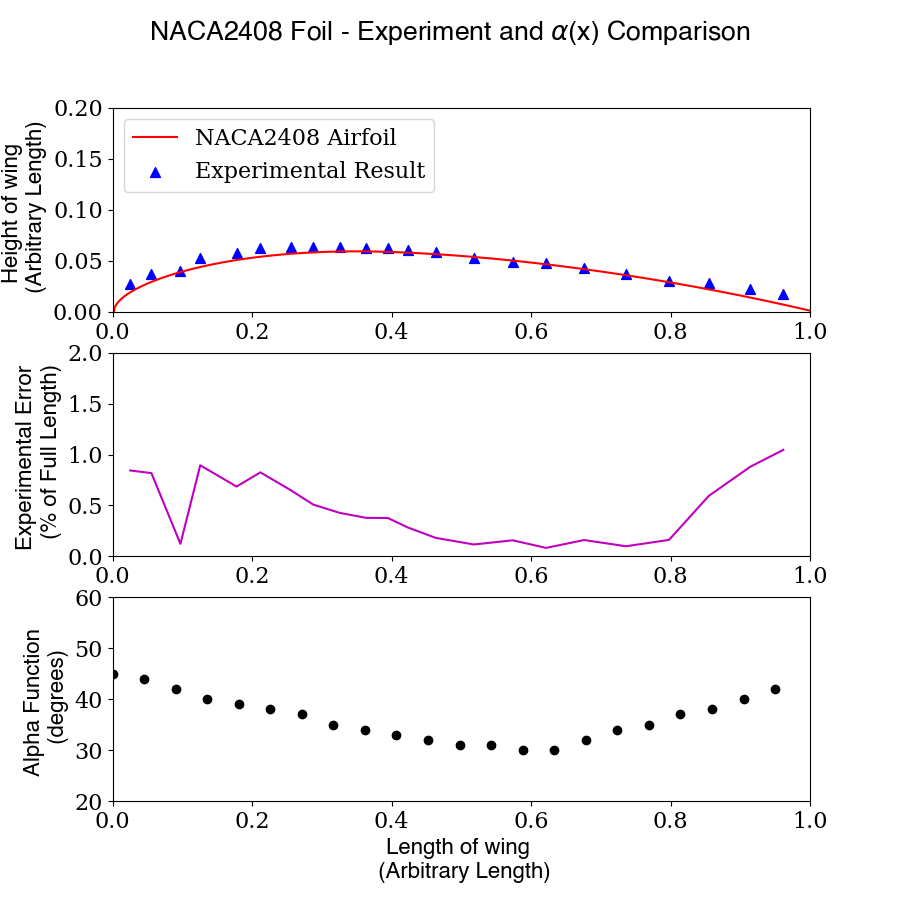 NACA2408 Foil - Experiment and α(x) Comparison
0.20
0.15
0.10
0.05
0.00
Height of wing
(Arbitrary Length)
NACA2408 Airfoil
Experimental Result
0.0 0.2 0.4 0.6 0.8 1.0
2.0
1.5
1.0
0.5
0.0
Experimental Error
(% of Full Length)
0.0 0.2 0.4 0.6 0.8 1.0
60
50
40
30
20
Alpha Function
(degrees)
0.0 0.2 0.4 0.6 0.8 1.0
Length of wing
(Arbitrary Length)